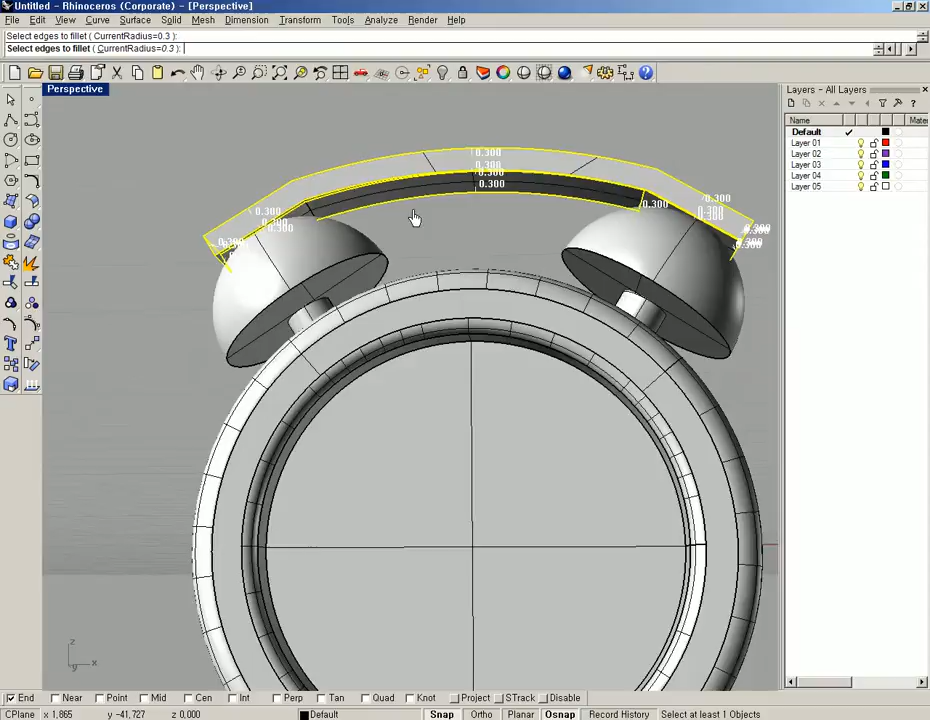 Untitled - Rhinoceros (Corporate) - [Perspective]
File Edit View Curve Surface Solid Mesh Dimension Transform Tools Analyze Render Help
Select edges to fillet ( CurrentRadius=0.3 ):
Select edges to fillet ( CurrentRadius=0.3 ):
Perspective
Layers - All Layers
Name Mate
Default
Layer 01
Layer 02
Layer 03
Layer 04
Layer 05
0.300
0.300
0.300
0.300
0.300
0.300
0.300
0.300
0.300
0.300
0.300
0.300
z
y x
End Near Point Mid Cen Int Perp Tan Quad Knot Project STrack Disable
CPlane x 1,865 y -41,727 z 0,000 Default Snap Ortho Planar Osnap Record History Select at least 1 Objects